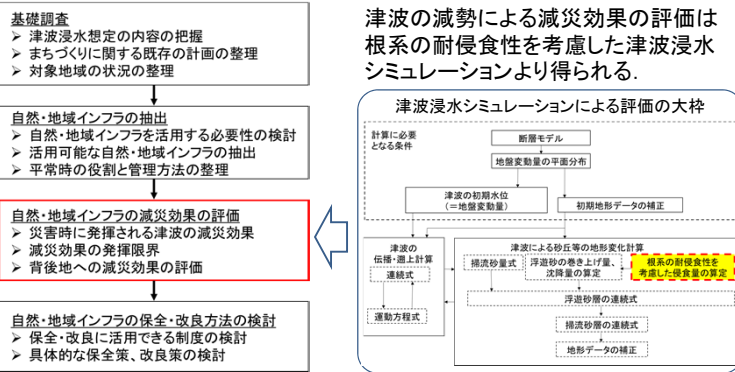 基礎調査
➢ 津波浸水想定の内容の把握
➢ まちづくりに関する既存の計画の整理
➢ 対象地域の状況の整理
自然・地域インフラの抽出
➢ 自然・地域インフラを活用する必要性の検討
➢ 活用可能な自然・地域インフラの抽出
➢ 平常時の役割と管理方法の整理
自然・地域インフラの減災効果の評価
➢ 災害時に発揮される津波の減災効果
➢ 減災効果の発揮限界
➢ 背後地への減災効果の評価
自然・地域インフラの保全・改良方法の検討
➢ 保全・改良に活用できる制度の検討
➢ 具体的な保全策、改良策の検討
津波の減勢による減災効果の評価は
根系の耐侵食性を考慮した津波浸水
シミュレーションより得られる.
津波浸水シミュレーションによる評価の大枠
計算に必要
となる条件
断層モデル
地盤変動量の平面分布
津波の初期水位
(=地盤変動量)
初期地形データの補正
津波の
伝播・遡上計算
連続式
運動方程式
津波による砂丘等の地形変化計算
掃流砂量式
浮遊砂の巻き上げ量、
沈降量の算定
根系の耐侵食性を
考慮した侵食量の算定
浮遊砂層の連続式
掃流砂層の連続式
地形データの補正